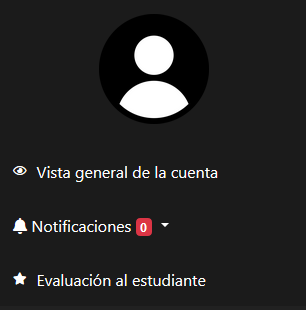 Vista general de la cuenta
Notificaciones 0
Evaluación al estudiante